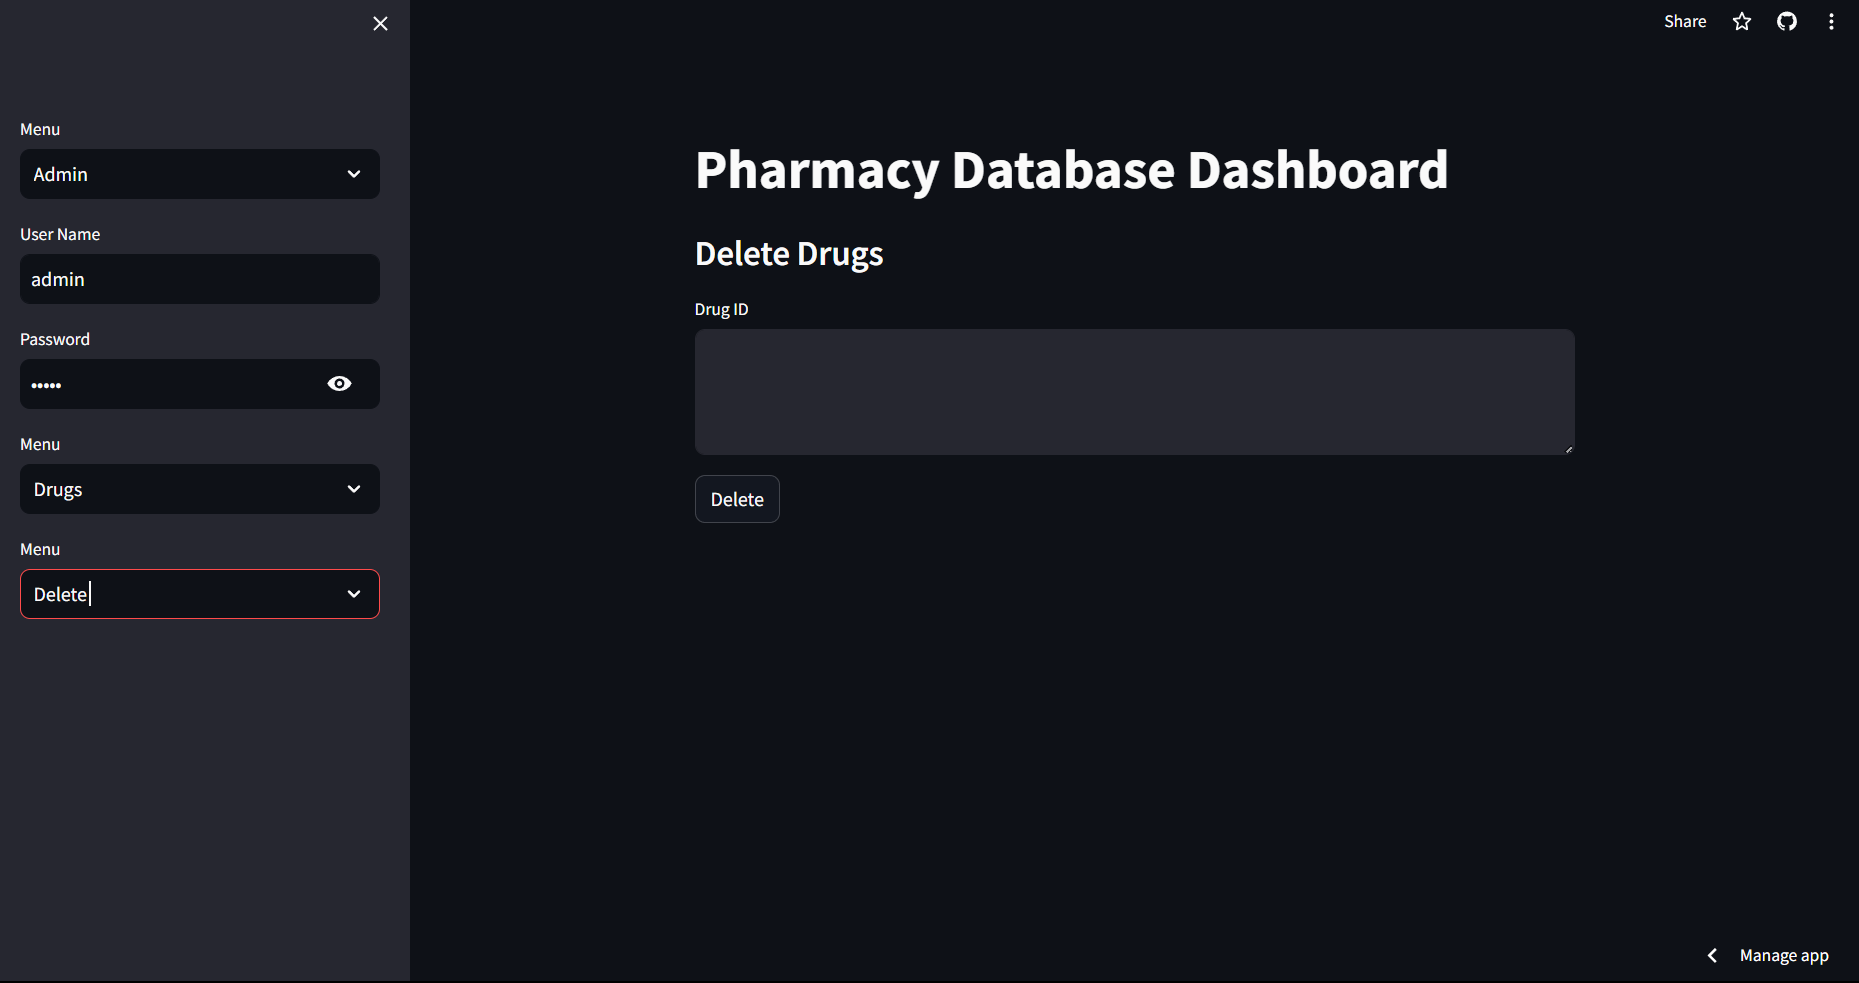 Share
Menu
Admin
User Name
admin
Password
•••••
Menu
Drugs
Menu
Delete
Pharmacy Database Dashboard
Delete Drugs
Drug ID
Delete
Manage app